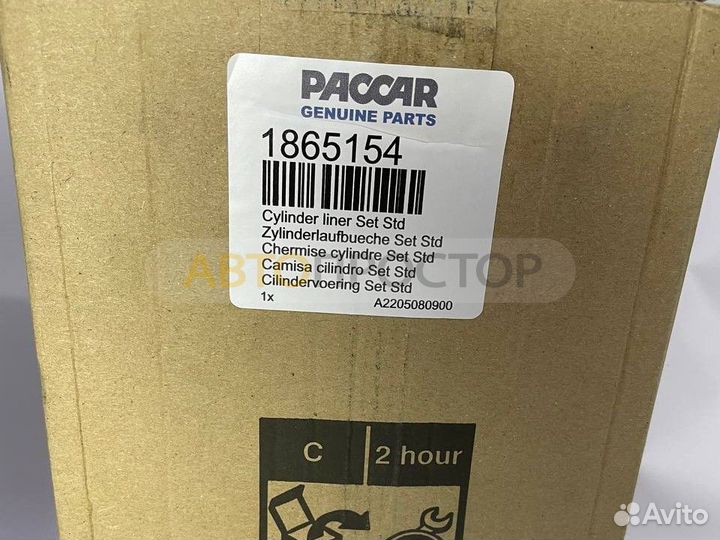 PACCAR
GENUINE PARTS
1865154
Cylinder liner Set Std
Zylinderlaufbueche Set Std
Chermise cylindre Set Std
Camisa cilindro Set Std
Cilindervoering Set Std
1x A2205080900
АВТОПРОСТОР
C 2 hour
Avito